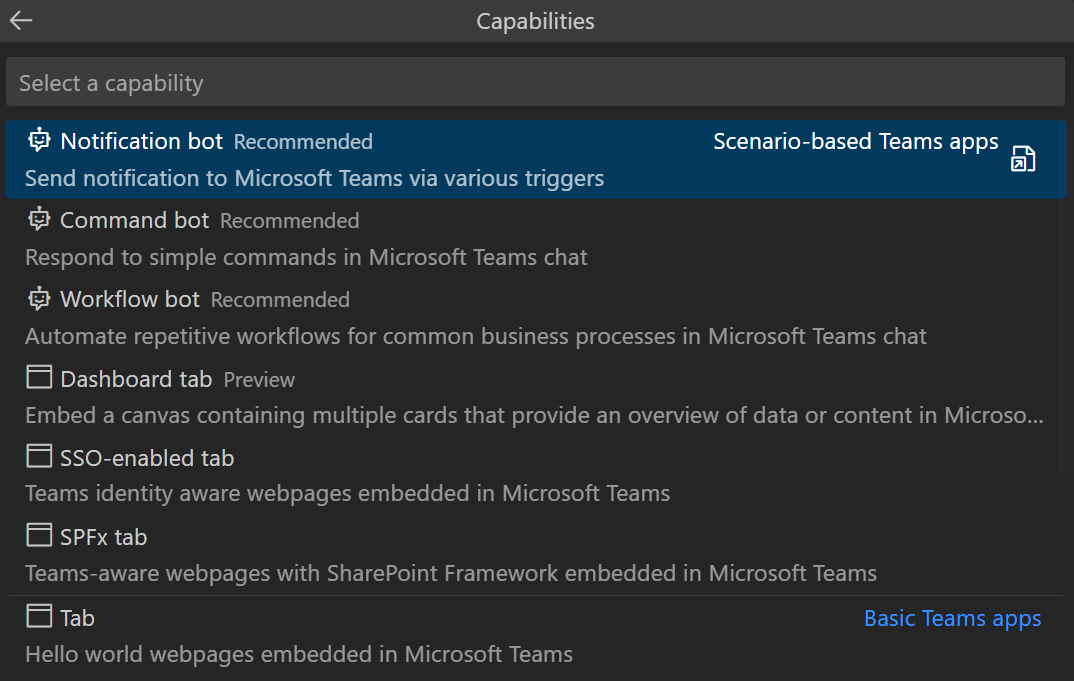 Capabilities
Select a capability
Notification bot Recommended Scenario-based Teams apps
Send notification to Microsoft Teams via various triggers
Command bot Recommended
Respond to simple commands in Microsoft Teams chat
Workflow bot Recommended
Automate repetitive workflows for common business processes in Microsoft Teams chat
Dashboard tab Preview
Embed a canvas containing multiple cards that provide an overview of data or content in Microso...
SSO-enabled tab
Teams identity aware webpages embedded in Microsoft Teams
SPFx tab
Teams-aware webpages with SharePoint Framework embedded in Microsoft Teams
Tab Basic Teams apps
Hello world webpages embedded in Microsoft Teams